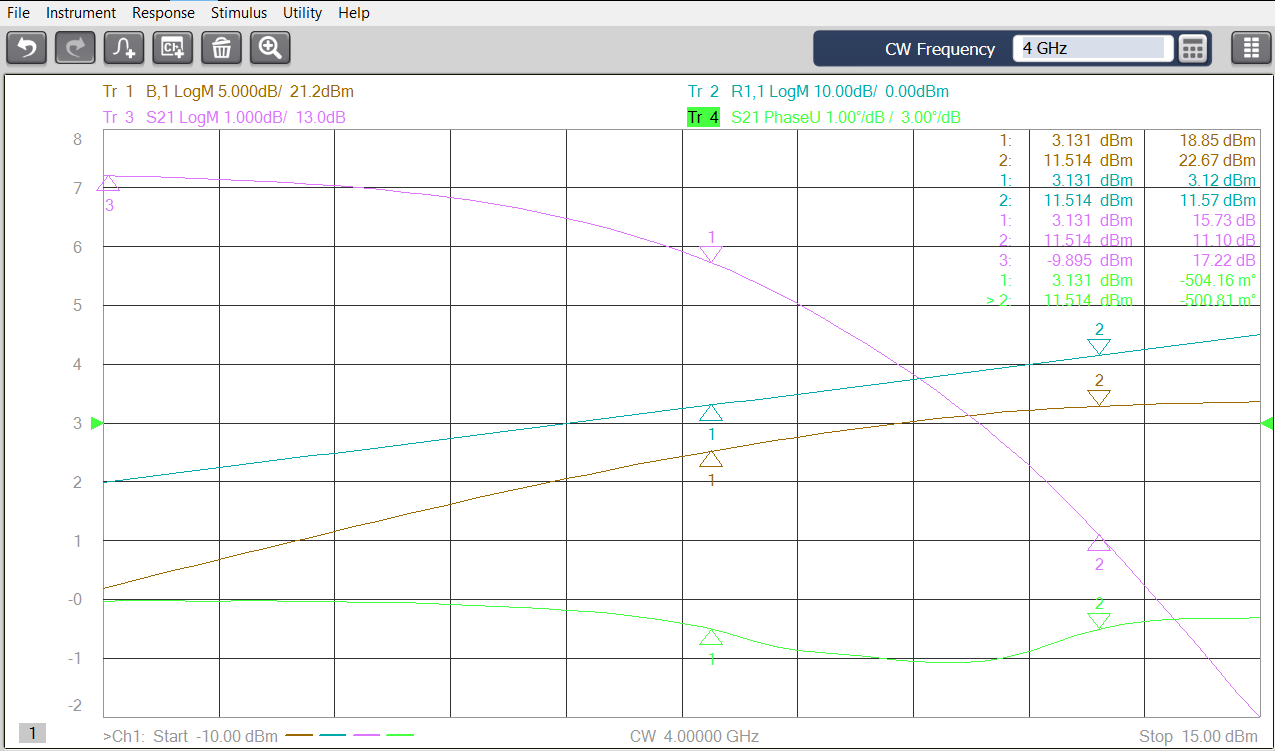 File Instrument Response Stimulus Utility Help
CW Frequency 4 GHz
Tr 1 B,1 LogM 5.000dB/ 21.2dBm
Tr 2 R1,1 LogM 10.00dB/ 0.00dBm
Tr 3 S21 LogM 1.000dB/ 13.0dB
Tr 4 S21 PhaseU 1.00°/dB / 3.00°/dB
1: 3.131 dBm 18.85 dBm
2: 11.514 dBm 22.67 dBm
1: 3.131 dBm 3.12 dBm
2: 11.514 dBm 11.57 dBm
1: 3.131 dBm 15.73 dB
2: 11.514 dBm 11.10 dB
3: -9.895 dBm 17.22 dB
1: 3.131 dBm -504.16 m°
> 2: 11.514 dBm -500.81 m°
8
7
6
5
4
3
2
1
-0
-1
-2
3
1
2
2
1
1
2
2
1
1
>Ch1: Start -10.00 dBm
CW 4.00000 GHz
Stop 15.00 dBm